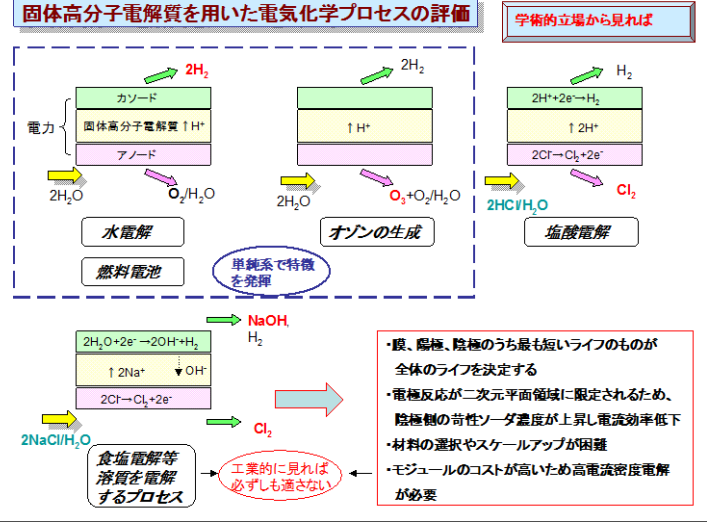 固体高分子電解質を用いた電気化学プロセスの評価
学術的立場から見れば
2H₂
カソード
固体高分子電解質 ↑H⁺
アノード
電力
2H₂O
O₂/H₂O
水電解
燃料電池
2H₂
↑H⁺
2H₂O
O₃+O₂/H₂O
オゾンの生成
単純系で特徴
を発揮
H₂
2H⁺+2e⁻→H₂
↑2H⁺
2Cl⁻→Cl₂+2e⁻
2HCl/H₂O
Cl₂
塩酸電解
NaOH,
H₂
2H₂O+2e⁻→2OH⁻+H₂
↑2Na⁺ OH⁻
2Cl⁻→Cl₂+2e⁻
2NaCl/H₂O
Cl₂
食塩電解等
溶質を電解
するプロセス
工業的に見れば
必ずしも適さない
・膜、陽極、陰極のうち最も短いライフのものが
全体のライフを決定する
・電極反応が二次元平面領域に限定されるため、
陰極側の苛性ソーダ濃度が上昇し電流効率低下
・材料の選択やスケールアップが困難
・モジュールのコストが高いため高電流密度電解
が必要